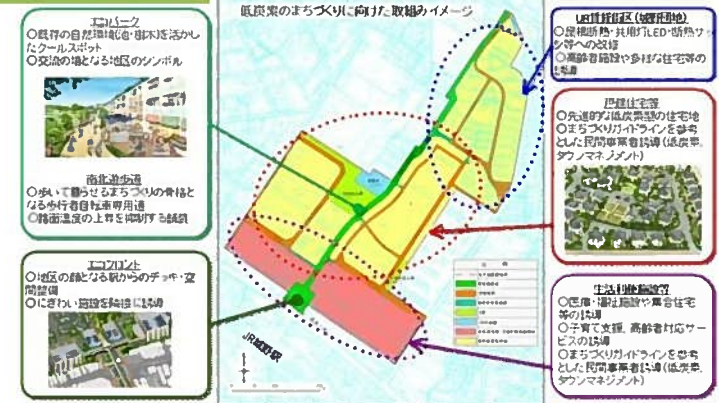 低炭素のまちづくりに向けた取組みイメージ
エコパーク
○既存の自然環境(池・樹木)を活かし
たクールスポット
○交流の場となる地区のシンボル
南北遊歩道
○歩いて暮らせるまちづくりの骨格と
なる歩行者自転車専用道
○路面温度の上昇を抑制する舗装
エコフロント
○地区の顔となる駅からのデッキ・空
間整備
○にぎわい施設を隣接に誘導
UR賃貸街区(城野団地)
○屋根断熱・共用灯LED・断熱サッ
シ等への改修
○高齢者施設や多様な住宅等の
誘導
戸建住宅等
○先進的な低炭素型の住宅地
○まちづくりガイドラインを参考
とした民間事業者誘導(低炭素、
タウンマネジメント)
生活利便施設等
○医療・福祉施設や集合住宅
等の誘導
○子育て支援、高齢者対応サー
ビスの誘導
○まちづくりガイドラインを参考
とした民間事業者誘導(低炭素、
タウンマネジメント)
JR城野駅